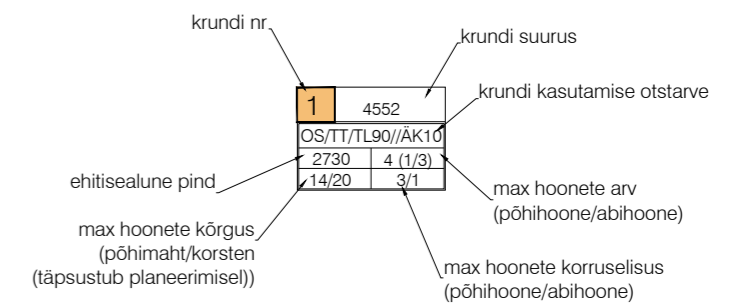 krundi nr
krundi suurus
krundi kasutamise otstarve
1
4552
OS/TT/TL90//ÄK10
2730
4 (1/3)
14/20
3/1
ehitisealune pind
max hoonete arv
(põhihoone/abihoone)
max hoonete kõrgus
(põhimaht/korsten
(täpsustub planeerimisel))
max hoonete korruselisus
(põhihoone/abihoone)